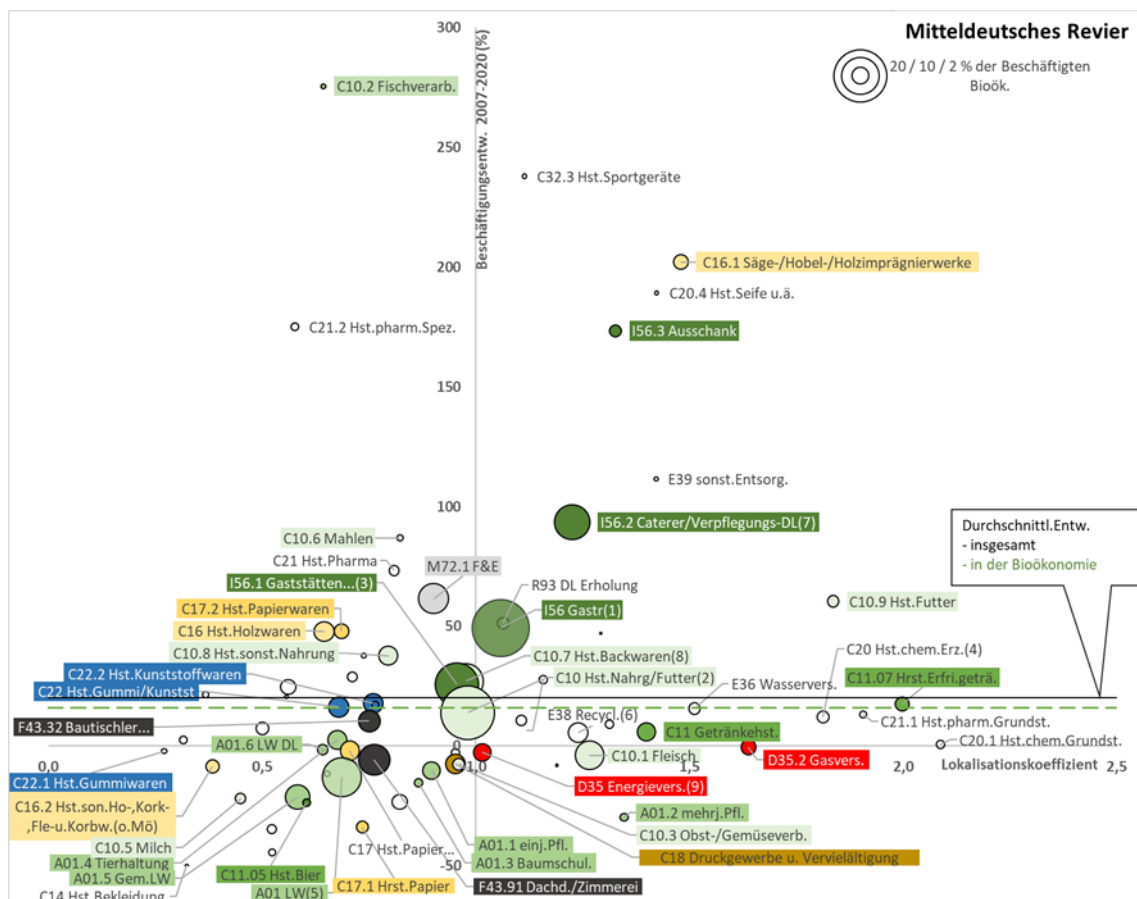 Mitteldeutsches Revier
20 / 10 / 2 % der Beschäftigten
Bioök.
300
250
200
150
100
50
0
-50
Beschäftigungsentw. 2007-2020 (%)
C10.2 Fischverarb.
C32.3 Hst.Sportgeräte
C16.1 Säge-/Hobel-/Holzimprägnierwerke
C20.4 Hst.Seife u.ä.
C21.2 Hst.pharm.Spez.
I56.3 Ausschank
E39 sonst.Entsorg.
I56.2 Caterer/Verpflegungs-DL(7)
Durchschnittl.Entw.
- insgesamt
- in der Bioökonomie
C10.6 Mahlen
C21 Hst.Pharma
M72.1 F&E
I56.1 Gaststätten...(3)
R93 DL Erholung
I56 Gastr(1)
C17.2 Hst.Papierwaren
C16 Hst.Holzwaren
C10.9 Hst.Futter
C10.8 Hst.sonst.Nahrung
C10.7 Hst.Backwaren(8)
C20 Hst.chem.Erz.(4)
C22.2 Hst.Kunststoffwaren
C10 Hst.Nahrg/Futter(2)
C11.07 Hrst.Erfri.geträ.
C22 Hst.Gummi/Kunstst
E36 Wasservers.
F43.32 Bautischler...
E38 Recycl.(6)
C21.1 Hst.pharm.Grundst.
C11 Getränkehst.
A01.6 LW DL
C20.1 Hst.chem.Grundst.
C10.1 Fleisch
D35.2 Gasvers.
0,0
0,5
1,0
1,5
2,0
2,5
Lokalisationskoeffizient
C22.1 Hst.Gummiwaren
D35 Energievers.(9)
C16.2 Hst.son.Ho-,Kork-
,Fle-u.Korbw.(o.Mö)
A01.2 mehrj.Pfl.
C10.3 Obst-/Gemüseverb.
C10.5 Milch
C17 Hst.Papier...
A01.1 einj.Pfl.
A01.4 Tierhaltung
A01.3 Baumschul.
C18 Druckgewerbe u. Vervielältigung
A01.5 Gem.LW
C11.05 Hst.Bier
C17.1 Hrst.Papier
F43.91 Dachd./Zimmerei
C14 Hst.Bekleidung
A01 LW(5)